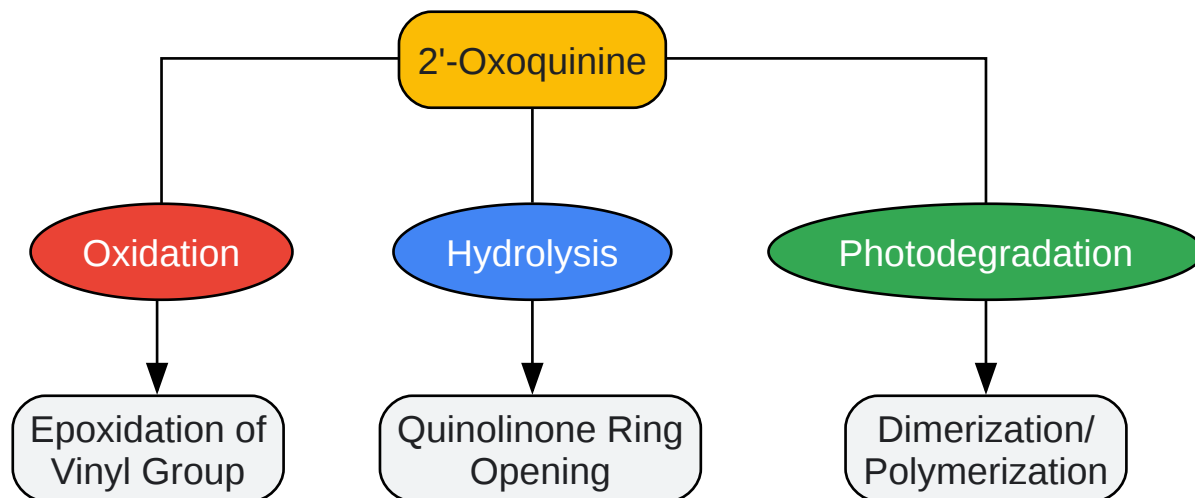 2'-Oxoquinine
Oxidation
Hydrolysis
Photodegradation
Epoxidation of
Vinyl Group
Quinolinone Ring
Opening
Dimerization/
Polymerization